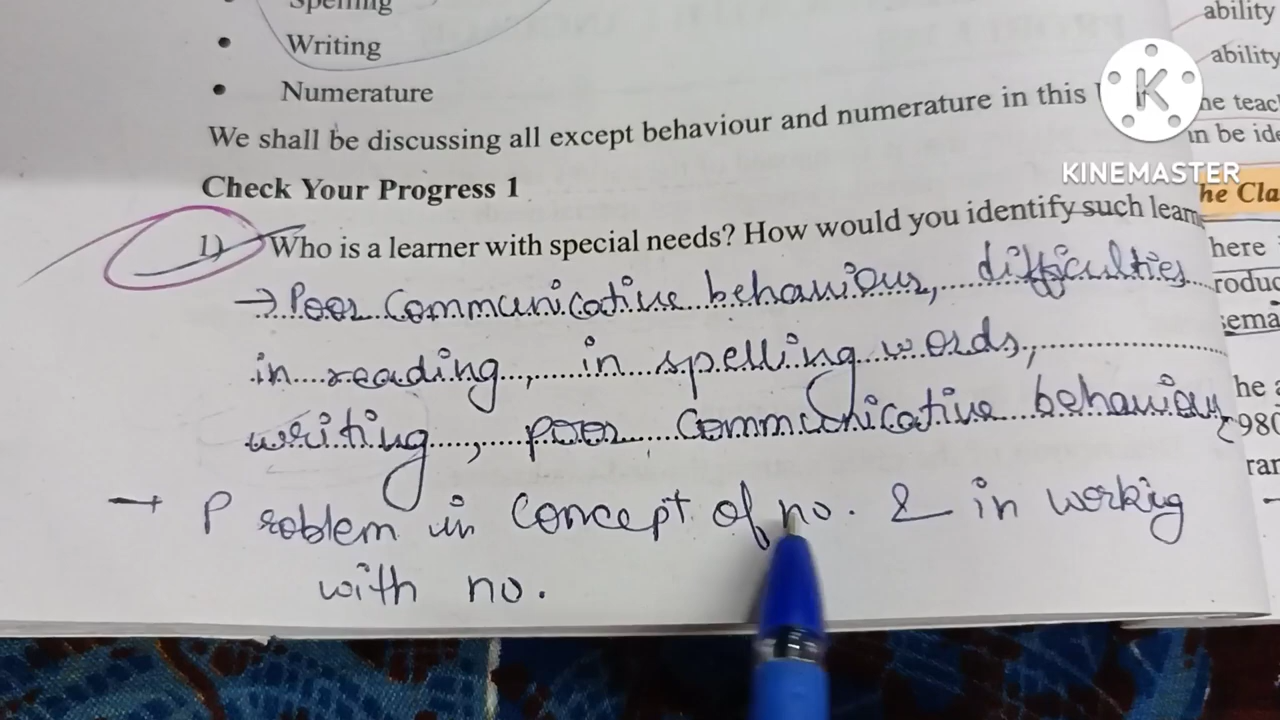 Spelling
• Writing
• Numerature
We shall be discussing all except behaviour and numerature in this
Check Your Progress 1
1) Who is a learner with special needs? How would you identify such learn
→ Poor Communicative behaviour, difficulties
in reading, in spelling words,
writing, poor Communicative behaviour
→ Problem in concept of no. & in working
with no.
KINEMASTER
ability
ability
he teac
n be ide
he Cla
here
roduc
ema
he a
980
ran